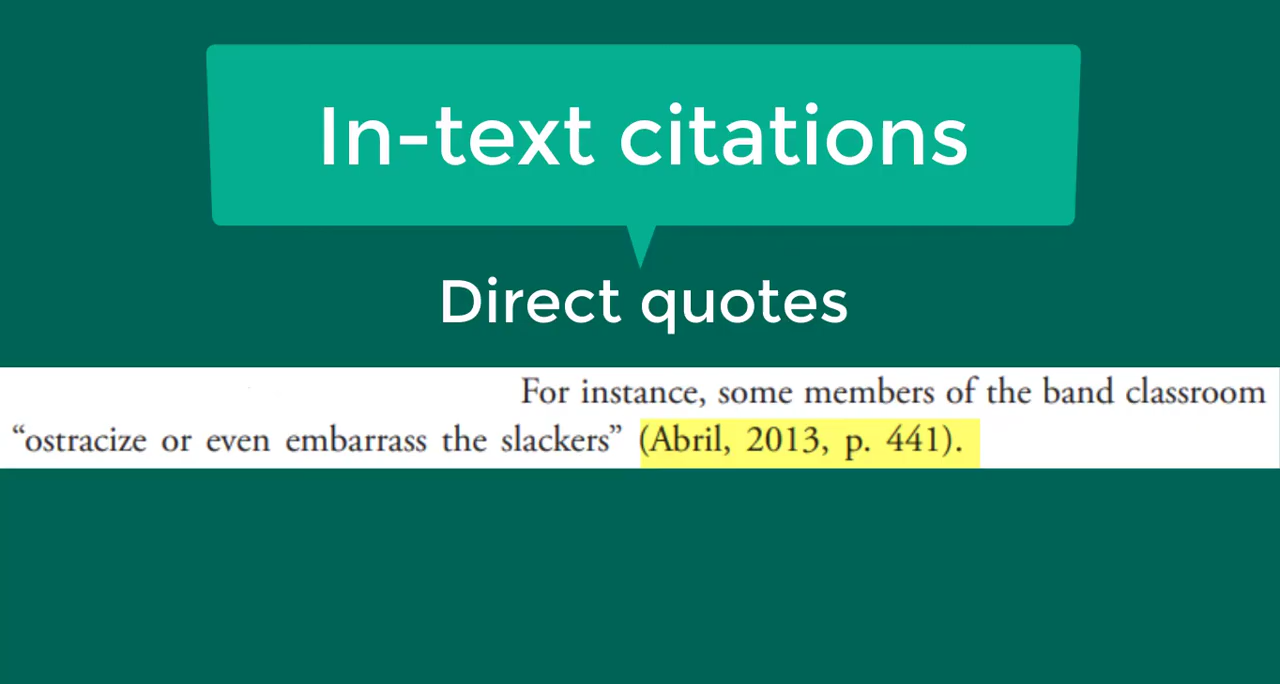 In-text citations
Direct quotes
For instance, some members of the band classroom
“ostracize or even embarrass the slackers” (Abril, 2013, p. 441).